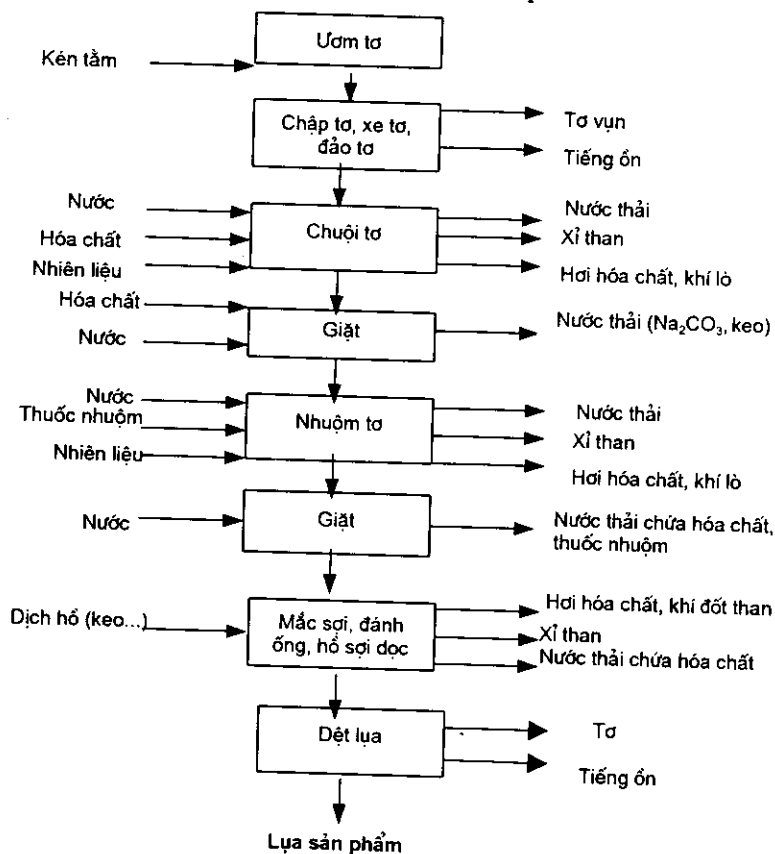 Ươm tơ
Kén tằm
Chập tơ, xe tơ,
đảo tơ
Tơ vụn
Tiếng ồn
Nước
Hóa chất
Nhiên liệu
Chuội tơ
Nước thải
Xỉ than
Hơi hóa chất, khí lò
Hóa chất
Nước
Giặt
Nước thải (Na₂CO₃, keo)
Nước
Thuốc nhuộm
Nhiên liệu
Nhuộm tơ
Nước thải
Xỉ than
Hơi hóa chất, khí lò
Nước
Giặt
Nước thải chứa hóa chất,
thuốc nhuộm
Dịch hồ (keo...)
Mắc sợi, đánh
ống, hồ sợi dọc
Hơi hóa chất, khí đốt than
Xỉ than
Nước thải chứa hóa chất
Dệt lụa
Tơ
Tiếng ồn
Lụa sản phẩm